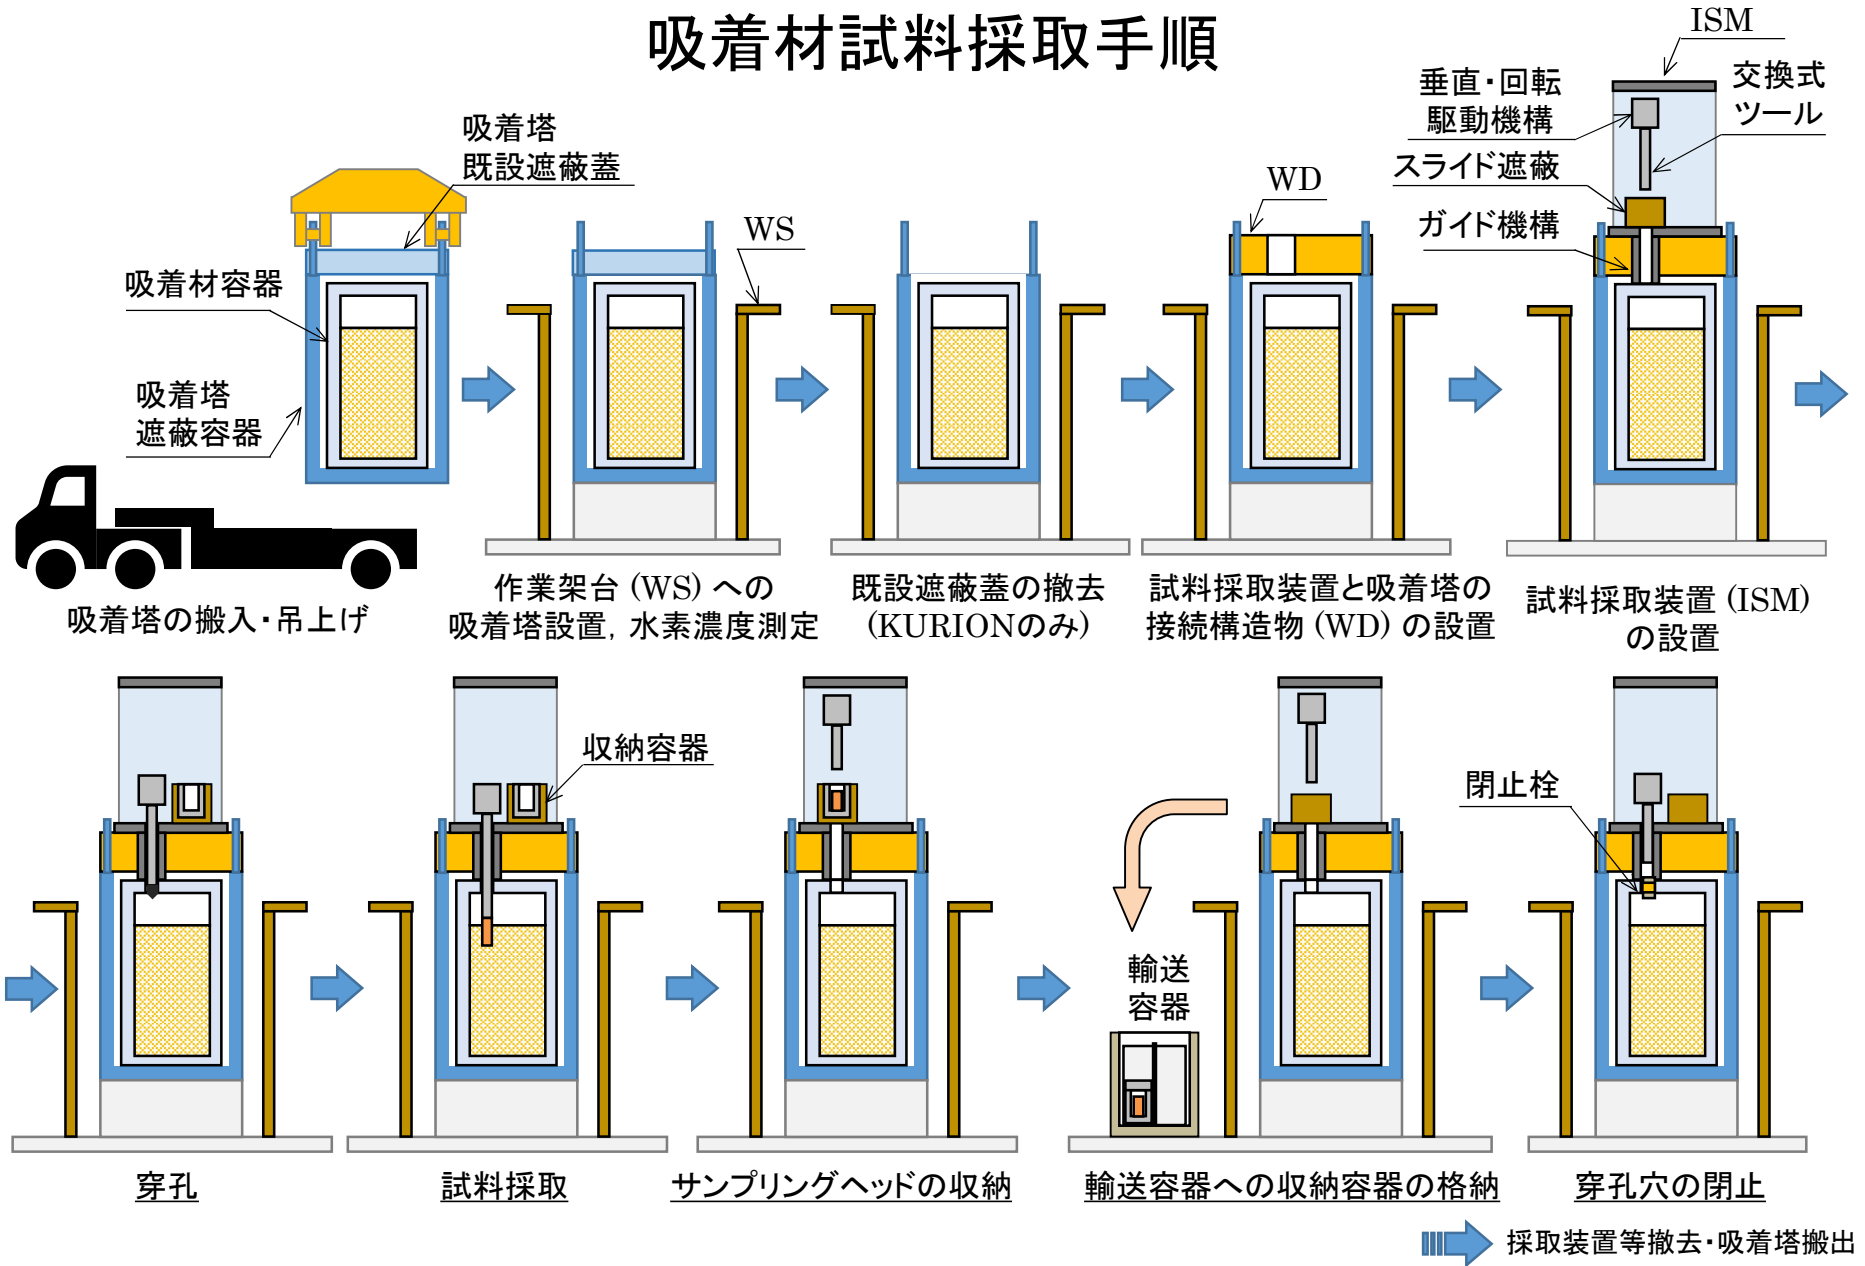 吸着材試料採取手順
ISM
垂直・回転
駆動機構
交換式
ツール
スライド遮蔽
ガイド機構
吸着塔
既設遮蔽蓋
WS
WD
吸着材容器
吸着塔
遮蔽容器
吸着塔の搬入・吊上げ
作業架台 (WS) への
吸着塔設置, 水素濃度測定
既設遮蔽蓋の撤去
(KURIONのみ)
試料採取装置と吸着塔の
接続構造物 (WD) の設置
試料採取装置 (ISM)
の設置
収納容器
閉止栓
輸送
容器
穿孔
試料採取
サンプリングヘッドの収納
輸送容器への収納容器の格納
穿孔穴の閉止
採取装置等撤去・吸着塔搬出